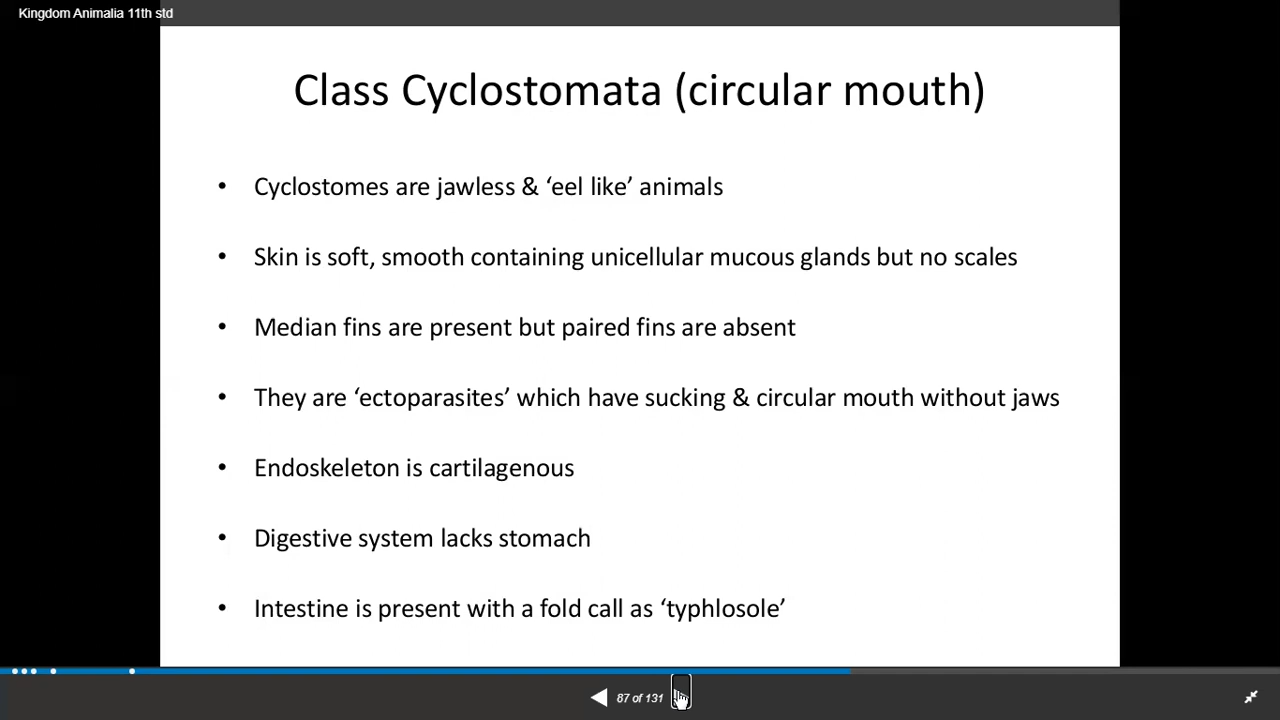 Kingdom Animalia 11th std
Class Cyclostomata (circular mouth)
• Cyclostomes are jawless & ‘eel like’ animals
• Skin is soft, smooth containing unicellular mucous glands but no scales
• Median fins are present but paired fins are absent
• They are ‘ectoparasites’ which have sucking & circular mouth without jaws
• Endoskeleton is cartilagenous
• Digestive system lacks stomach
• Intestine is present with a fold call as ‘typhlosole’
87 of 131